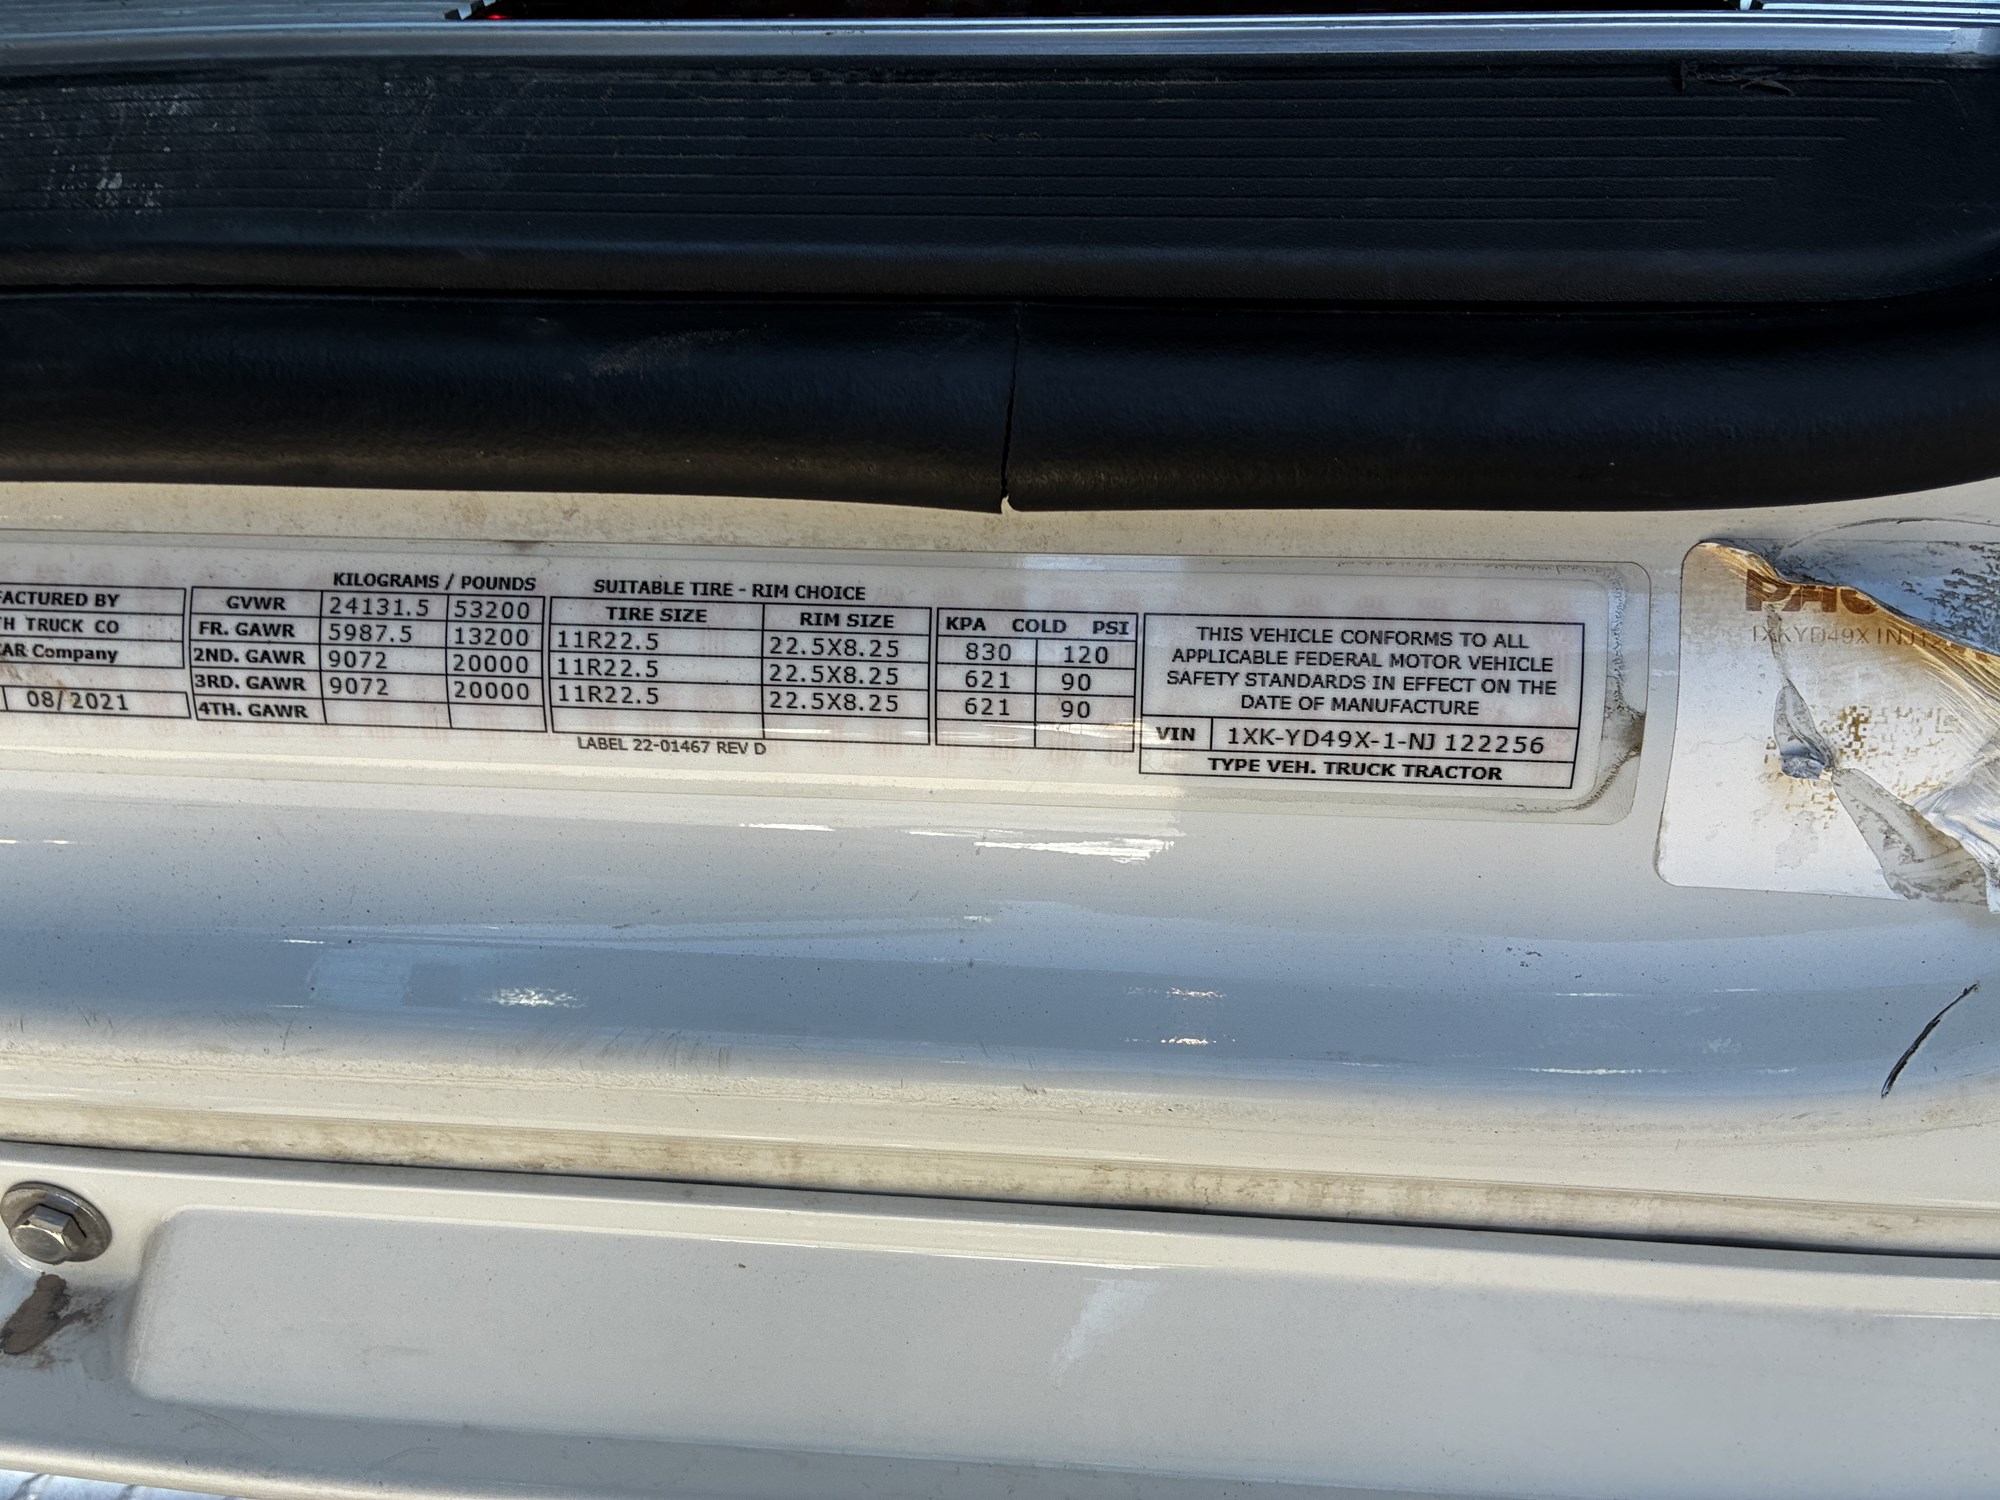 FACTURED BY
H TRUCK CO
CAR Company
08/2021
KILOGRAMS / POUNDS
GVWR 24131.5 53200
FR. GAWR 5987.5 13200
2ND. GAWR 9072 20000
3RD. GAWR 9072 20000
4TH. GAWR
SUITABLE TIRE - RIM CHOICE
TIRE SIZE RIM SIZE
11R22.5 22.5X8.25
11R22.5 22.5X8.25
11R22.5 22.5X8.25
LABEL 22-01467 REV D
KPA COLD PSI
830 120
621 90
621 90
THIS VEHICLE CONFORMS TO ALL
APPLICABLE FEDERAL MOTOR VEHICLE
SAFETY STANDARDS IN EFFECT ON THE
DATE OF MANUFACTURE
VIN 1XK-YD49X-1-NJ 122256
TYPE VEH. TRUCK TRACTOR